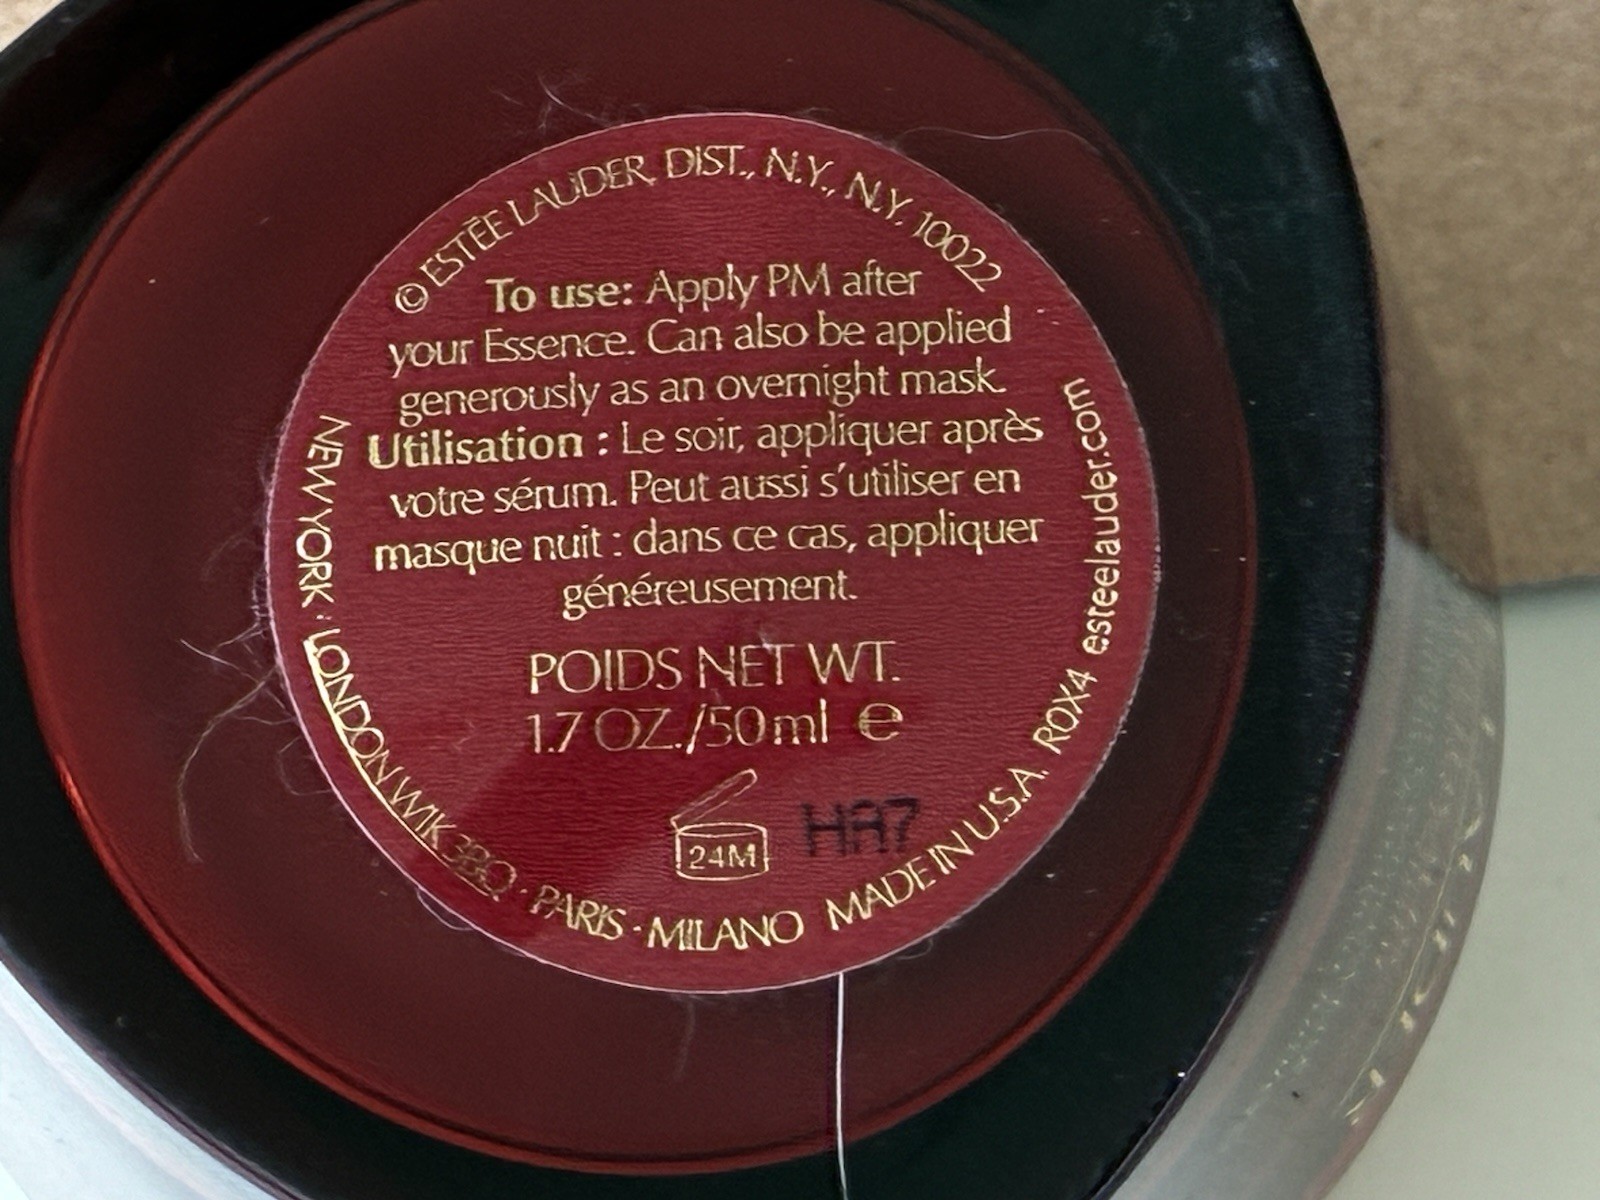 © ESTĒE LAUDER, DIST., N.Y., N.Y. 10022
To use: Apply PM after
your Essence. Can also be applied
generously as an overnight mask.
Utilisation : Le soir, appliquer après
votre sérum. Peut aussi s'utiliser en
masque nuit : dans ce cas, appliquer
généreusement.
POIDS NET WT.
1.7 OZ./50ml ℮
24M
HA7
NEW YORK · LONDON W1K 3BQ · PARIS · MILANO MADE IN U.S.A. R0X4 esteelauder.com